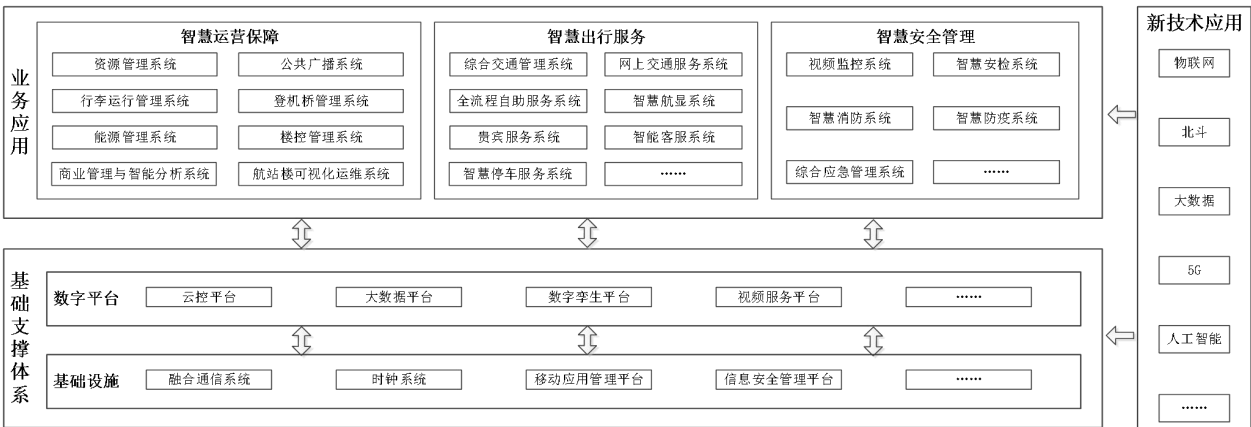 业务应用
智慧运营保障
资源管理系统
公共广播系统
行李运行管理系统
登机桥管理系统
能源管理系统
楼控管理系统
商业管理与智能分析系统
航站楼可视化运维系统
智慧出行服务
综合交通管理系统
网上交通服务系统
全流程自助服务系统
智慧航显系统
贵宾服务系统
智能客服系统
智慧停车服务系统
……
智慧安全管理
视频监控系统
智慧安检系统
智慧消防系统
智慧防疫系统
综合应急管理系统
……
基础支撑体系
数字平台
云控平台
大数据平台
数字孪生平台
视频服务平台
……
基础设施
融合通信系统
时钟系统
移动应用管理平台
信息安全管理平台
……
新技术应用
物联网
北斗
大数据
5G
人工智能
……